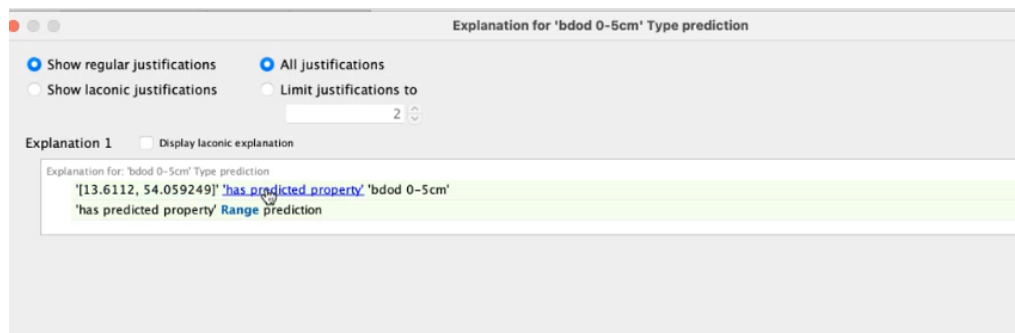 Explanation for 'bdod 0-5cm' Type prediction
Show regular justifications All justifications
Show laconic justifications Limit justifications to
2
Explanation 1 Display laconic explanation
Explanation for: 'bdod 0-5cm' Type prediction
'[13.6112, 54.059249]' 'has predicted property' 'bdod 0-5cm'
'has predicted property' Range prediction